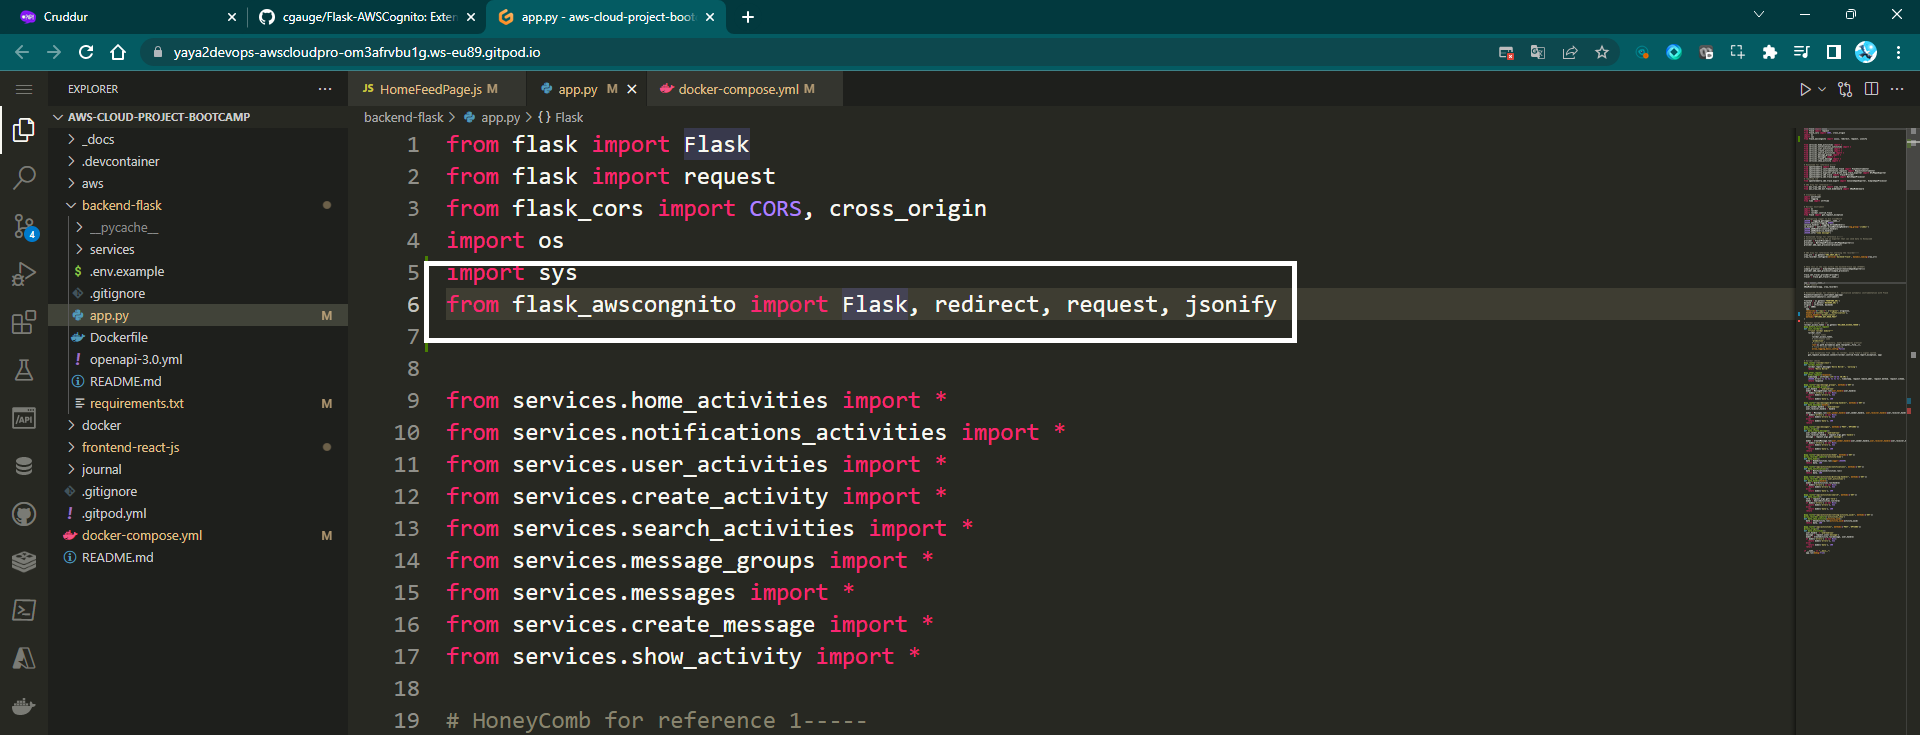 Cruddur
cgauge/Flask-AWSCognito: Exten
app.py - aws-cloud-project-boot
yaya2devops-awscloudpro-om3afrvbu1g.ws-eu89.gitpod.io
EXPLORER
JS HomeFeedPage.js M
app.py M
docker-compose.yml M
AWS-CLOUD-PROJECT-BOOTCAMP
_docs
.devcontainer
aws
backend-flask
__pycache__
services
$ .env.example
.gitignore
app.py M
Dockerfile
! openapi-3.0.yml
README.md
requirements.txt M
docker
frontend-react-js
journal
.gitignore
! .gitpod.yml
docker-compose.yml M
README.md
4
/API
backend-flask > app.py > {} Flask
1 from flask import Flask
2 from flask import request
3 from flask_cors import CORS, cross_origin
4 import os
5 import sys
6 from flask_awscongnito import Flask, redirect, request, jsonify
7
8
9 from services.home_activities import *
10 from services.notifications_activities import *
11 from services.user_activities import *
12 from services.create_activity import *
13 from services.search_activities import *
14 from services.message_groups import *
15 from services.messages import *
16 from services.create_message import *
17 from services.show_activity import *
18
19 # HoneyComb for reference 1-----